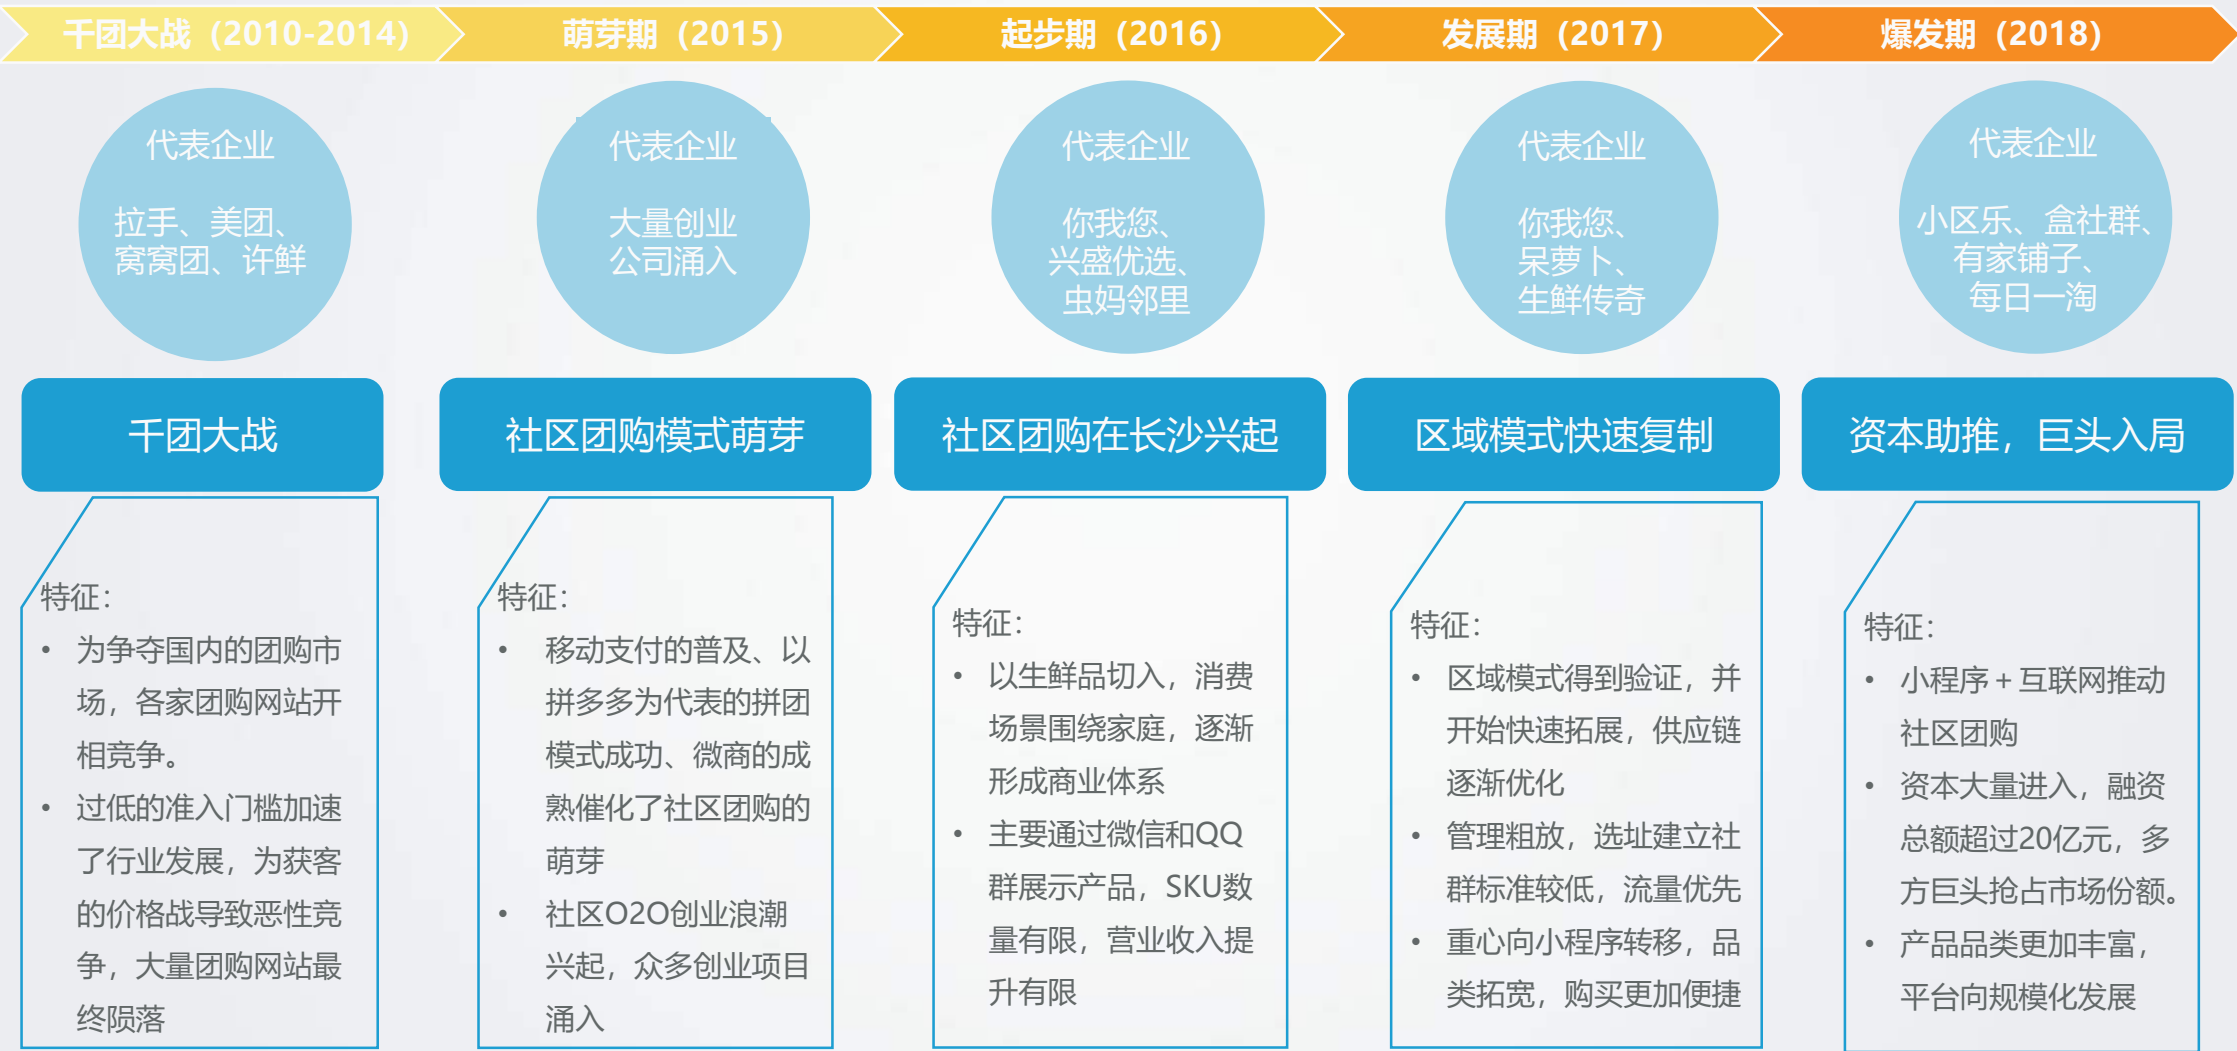 千团大战（2010-2014）
萌芽期（2015）
起步期（2016）
发展期（2017）
爆发期（2018）
代表企业
拉手、美团、
窝窝团、许鲜
代表企业
大量创业
公司涌入
代表企业
你我您、
兴盛优选、
虫妈邻里
代表企业
你我您、
呆萝卜、
生鲜传奇
代表企业
小区乐、盒社群、
有家铺子、
每日一淘
千团大战
社区团购模式萌芽
社区团购在长沙兴起
区域模式快速复制
资本助推，巨头入局
特征：
• 为争夺国内的团购市
场，各家团购网站开
相竞争。
• 过低的准入门槛加速
了行业发展，为获客
的价格战导致恶性竞
争，大量团购网站最
终陨落
特征：
• 移动支付的普及、以
拼多多为代表的拼团
模式成功、微商的成
熟催化了社区团购的
萌芽
• 社区O2O创业浪潮
兴起，众多创业项目
涌入
特征：
• 以生鲜品切入，消费
场景围绕家庭，逐渐
形成商业体系
• 主要通过微信和QQ
群展示产品，SKU数
量有限，营业收入提
升有限
特征：
• 区域模式得到验证，并
开始快速拓展，供应链
逐渐优化
• 管理粗放，选址建立社
群标准较低，流量优先
• 重心向小程序转移，品
类拓宽，购买更加便捷
特征：
• 小程序＋互联网推动
社区团购
• 资本大量进入，融资
总额超过20亿元，多
方巨头抢占市场份额。
• 产品品类更加丰富，
平台向规模化发展